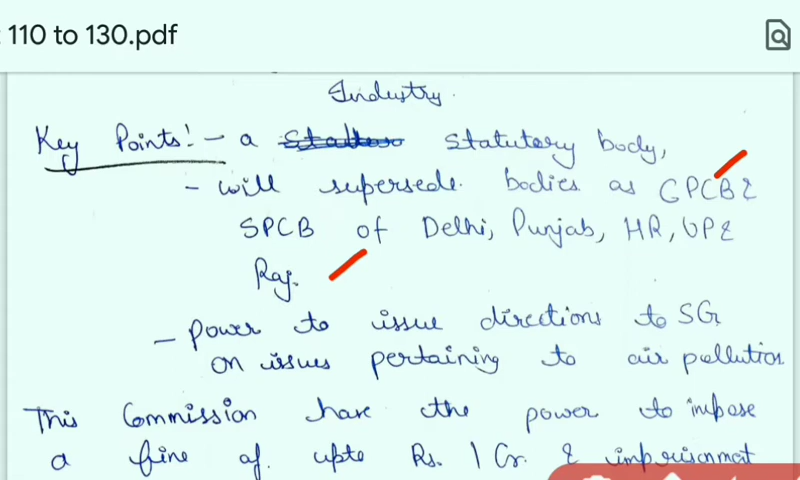 110 to 130.pdf
Industry.
Key Points:- a statutory body,
- will supersede bodies as CPCB &
SPCB of Delhi, Punjab, HR, UP &
Raj.
- Power to issue directions to SG
on issues pertaining to air pollution
This Commission have the power to impose
a fine of upto Rs. 1 Cr. & imprisonment